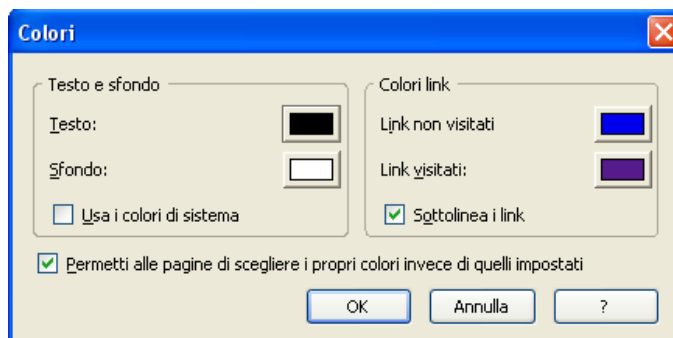 Colori
Testo e sfondo
Testo:
Sfondo:
Usa i colori di sistema
Colori link
Link non visitati
Link visitati:
Sottolinea i link
Permetti alle pagine di scegliere i propri colori invece di quelli impostati
OK
Annulla
?